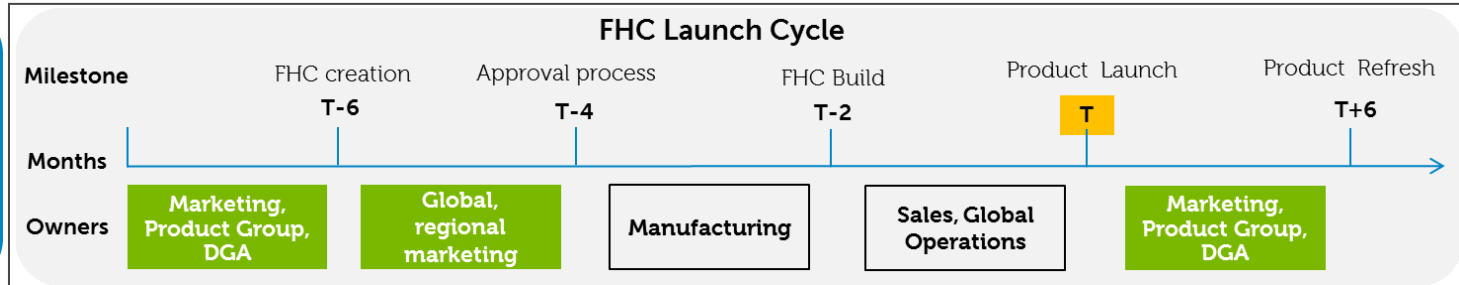 FHC Launch Cycle
Milestone
FHC creation
Approval process
FHC Build
Product Launch
Product Refresh
T-6
T-4
T-2
T
T+6
Months
Owners
Marketing,
Product Group,
DGA
Global,
regional
marketing
Manufacturing
Sales, Global
Operations
Marketing,
Product Group,
DGA